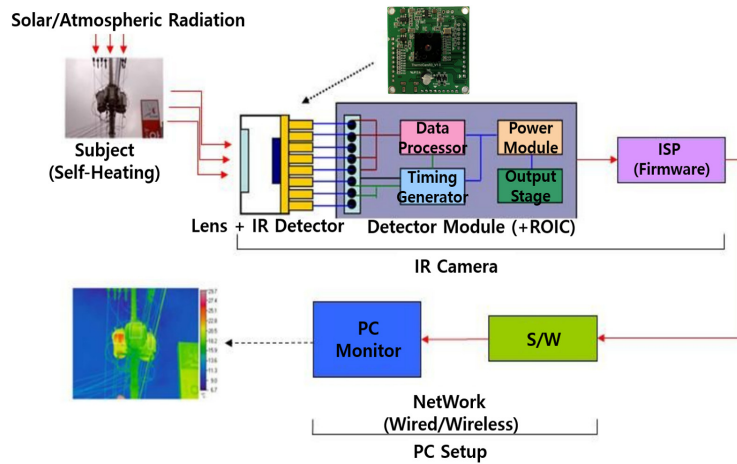 Solar/Atmospheric Radiation
Subject
(Self-Heating)
Lens + IR Detector
Data
Processor
Power
Module
Timing
Generator
Output
Stage
Detector Module (+ROIC)
ISP
(Firmware)
IR Camera
PC
Monitor
S/W
NetWork
(Wired/Wireless)
PC Setup